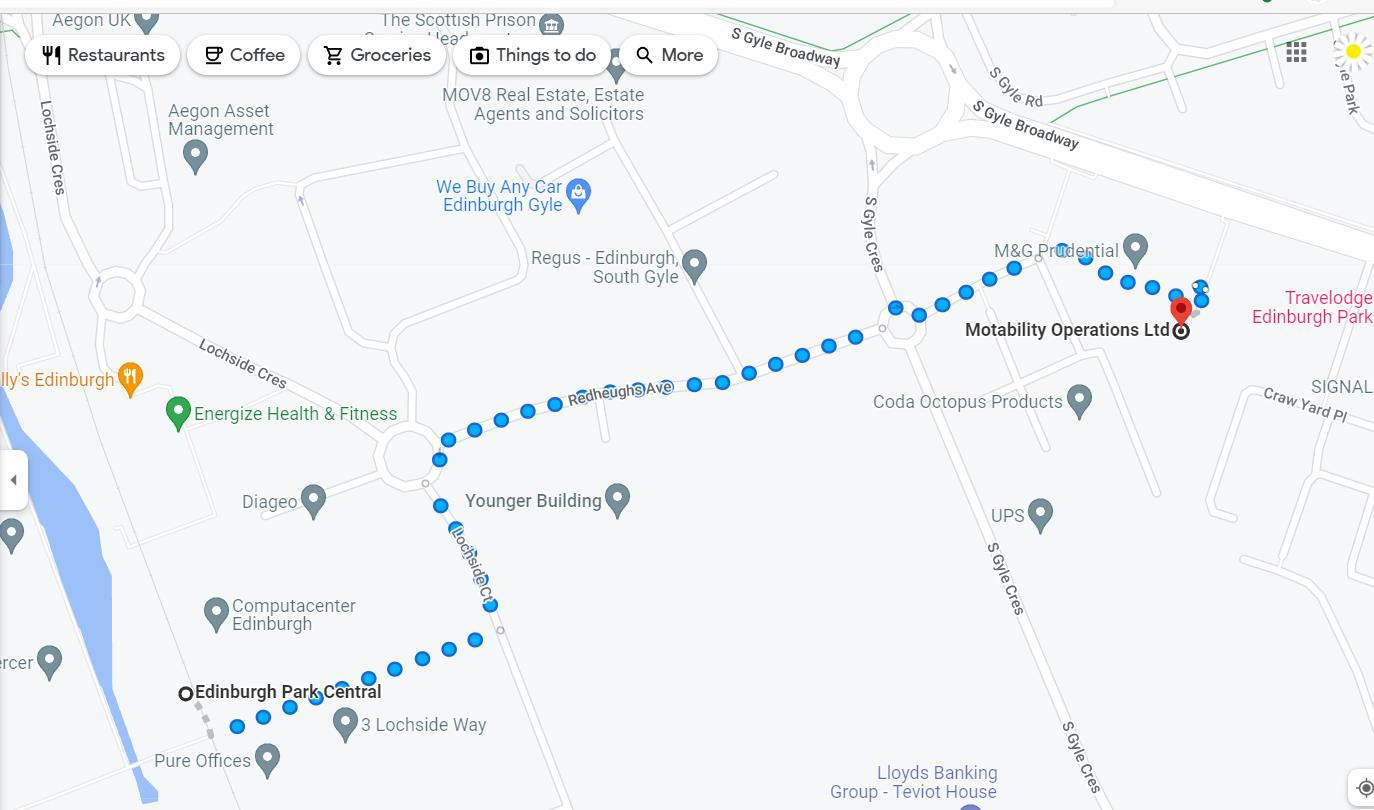 Aegon UK
The Scottish Prison
S Gyle Broadway
Restaurants
Coffee
Groceries
Things to do
More
S Gyle Rd
MOV8 Real Estate, Estate
Agents and Solicitors
Aegon Asset
Management
Lochside Cres
S Gyle Broadway
We Buy Any Car
Edinburgh Gyle
S Gyle Cres
Regus - Edinburgh,
South Gyle
M&G Prudential
Travelodge
Edinburgh Park
Motability Operations Ltd
Lochside Cres
lly's Edinburgh
Redheughs Ave
SIGNAL
Craw Yard Pl
Coda Octopus Products
Energize Health & Fitness
Diageo
Younger Building
UPS
Lochside Ct
S Gyle Cres
Computacenter
Edinburgh
ercer
Edinburgh Park Central
3 Lochside Way
Pure Offices
S Gyle Cres
Lloyds Banking
Group - Teviot House